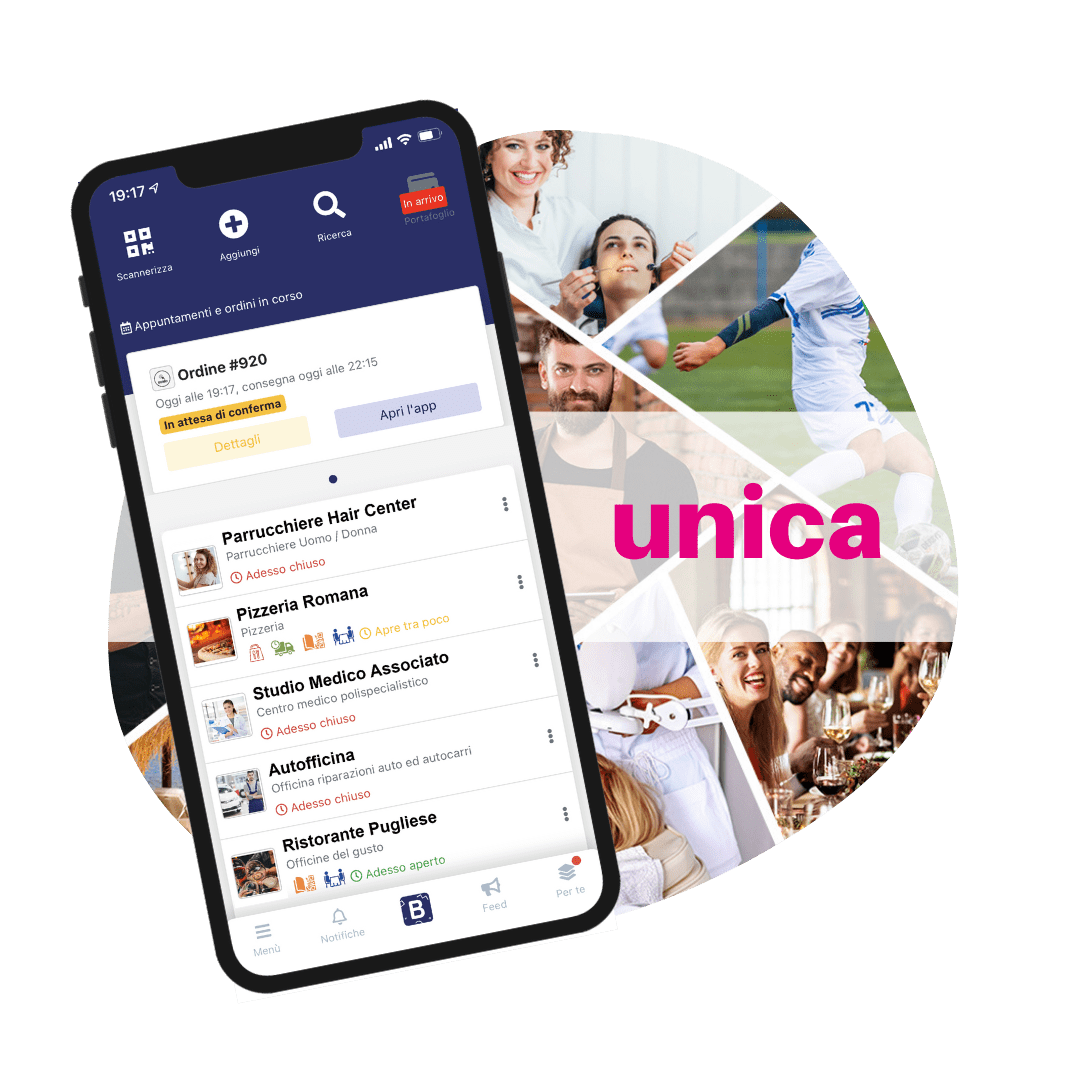 19:17
Scannerizza
Aggiungi
Ricerca
In arrivo
Portafoglio
Appuntamenti e ordini in corso
Ordine #920
Oggi alle 19:17, consegna oggi alle 22:15
In attesa di conferma
Dettagli
Apri l'app
Parrucchiere Hair Center
Parrucchiere Uomo / Donna
Adesso chiuso
Pizzeria Romana
Pizzeria
Apre tra poco
Studio Medico Associato
Centro medico polispecialistico
Adesso chiuso
Autofficina
Officina riparazioni auto ed autocarri
Adesso chiuso
Ristorante Pugliese
Officine del gusto
Adesso aperto
Menù
Notifiche
B
Feed
Per te
unica